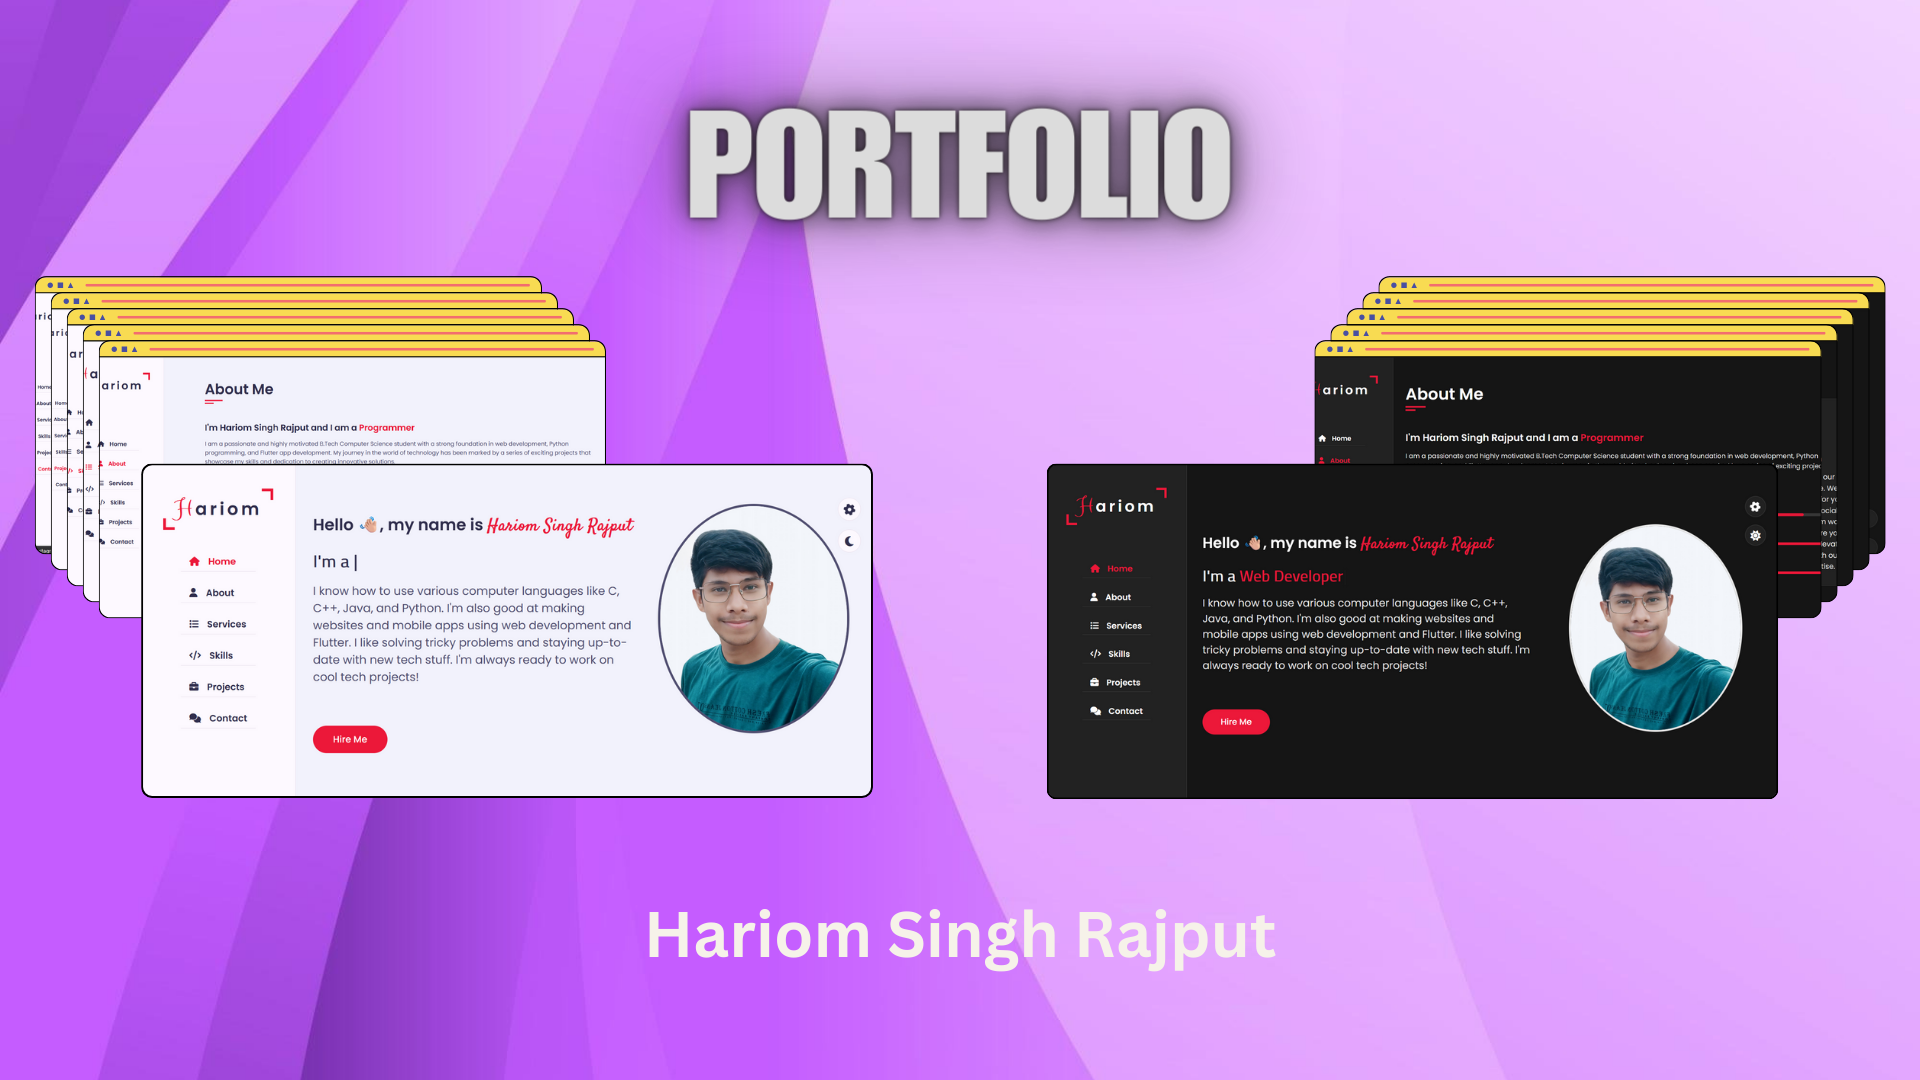 PORTFOLIO
Hariom
About Me
I'm Hariom Singh Rajput and I am a Programmer
I am a passionate and highly motivated B.Tech Computer Science student with a strong foundation in web development, Python
programming, and Flutter app development. My journey in the world of technology has been marked by a series of exciting projects that
showcase my skills and dedication to creating innovative solutions.
Home
About
Services
Skills
Projects
Contact
Hariom
Home
About
Services
Skills
Projects
Contact
Hello 👋, my name is Hariom Singh Rajput
I'm a |
I know how to use various computer languages like C,
C++, Java, and Python. I'm also good at making
websites and mobile apps using web development and
Flutter. I like solving tricky problems and staying up-to-
date with new tech stuff. I'm always ready to work on
cool tech projects!
Hire Me
Hariom
About Me
I'm Hariom Singh Rajput and I am a Programmer
I am a passionate and highly motivated B.Tech Computer Science student with a strong foundation in web development, Python
Home
About
Hariom
Home
About
Services
Skills
Projects
Contact
Hello 👋, my name is Hariom Singh Rajput
I'm a Web Developer
I know how to use various computer languages like C, C++,
Java, and Python. I'm also good at making websites and
mobile apps using web development and Flutter. I like solving
tricky problems and staying up-to-date with new tech stuff. I'm
always ready to work on cool tech projects!
Hire Me
Hariom Singh Rajput